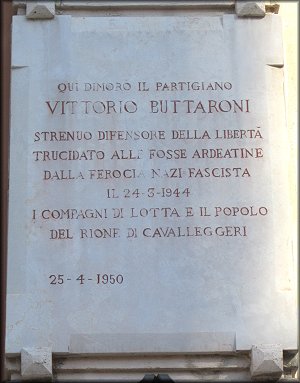 QUI DIMORÒ IL PARTIGIANO
VITTORIO BUTTARONI
STRENUO DIFENSORE DELLA LIBERTÀ
TRUCIDATO ALLE FOSSE ARDEATINE
DALLA FEROCIA NAZI-FASCISTA
IL 24-3-1944
I COMPAGNI DI LOTTA E IL POPOLO
DEL RIONE DI CAVALLEGGERI
25-4-1950